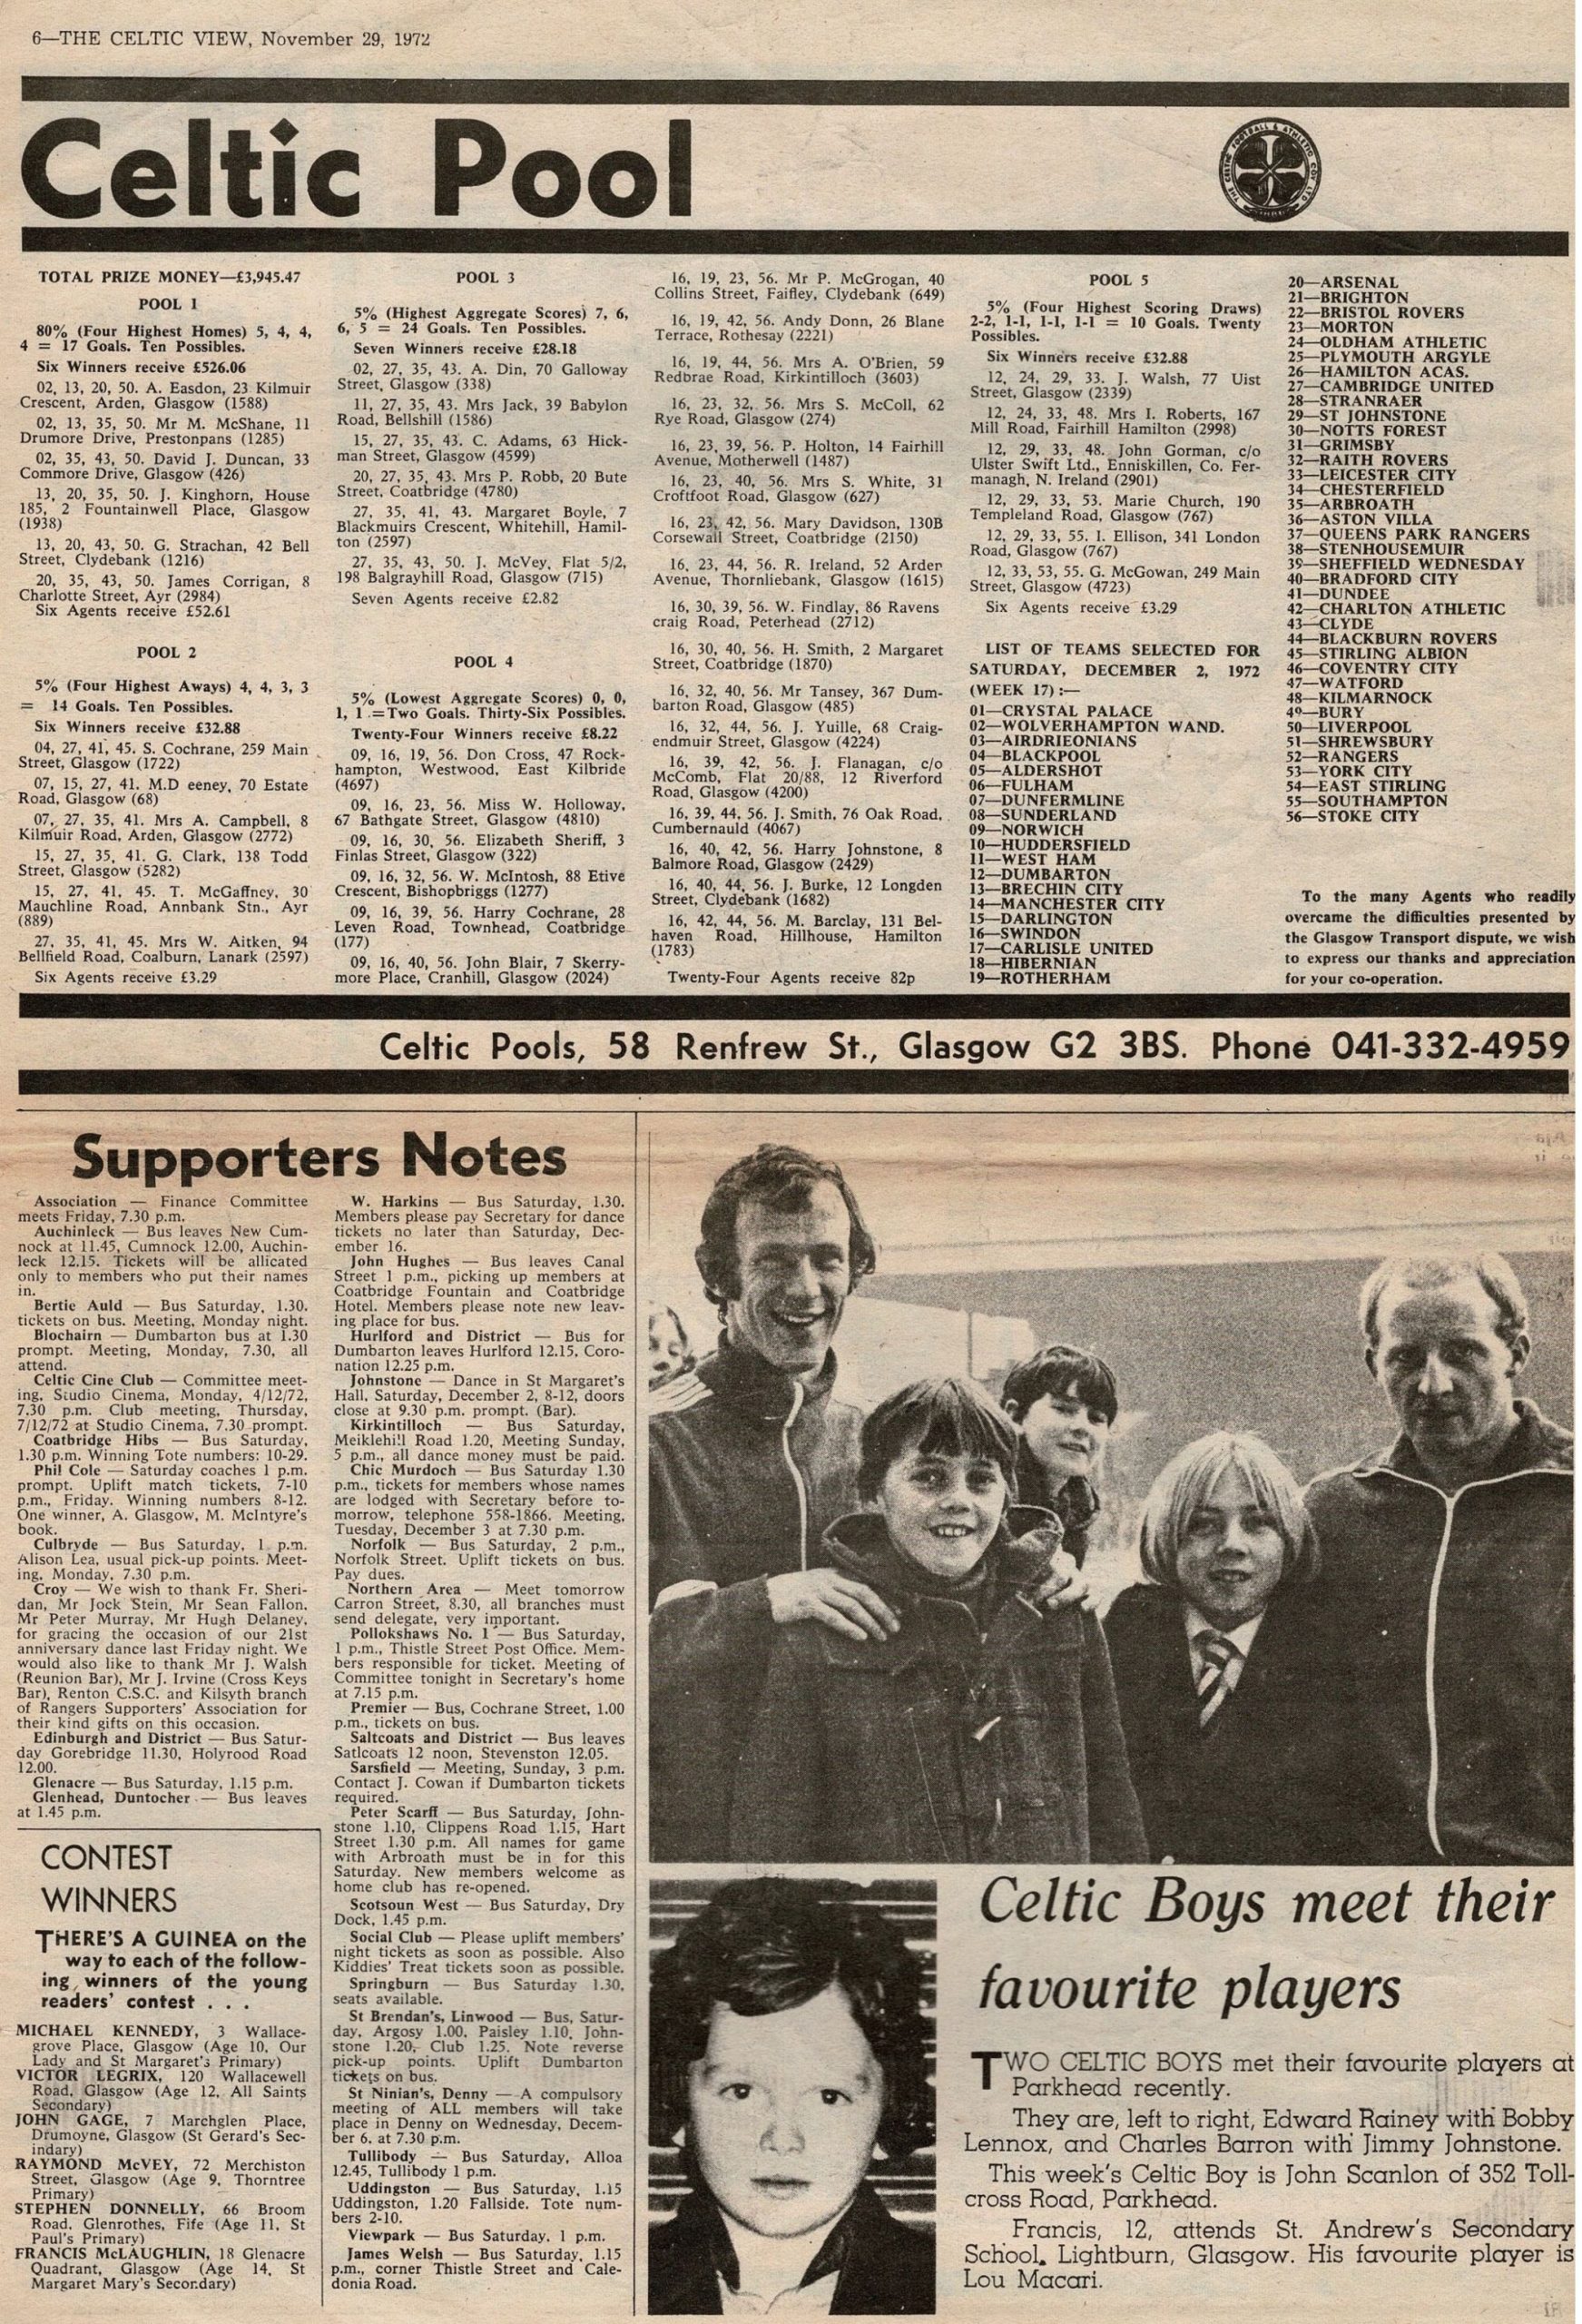 6—THE CELTIC VIEW, November 29, 1972
Celtic Pool
TOTAL PRIZE MONEY—£3,945.47
POOL 1
80% (Four Highest Homes) 5, 4, 4,
4 = 17 Goals. Ten Possibles.
Six Winners receive £526.06
02, 13, 20, 50. A. Easdon, 23 Kilmuir
Crescent, Arden, Glasgow (1588)
02, 13, 35, 50. Mr M. McShane, 11
Drumore Drive, Prestonpans (1285)
02, 35, 43, 50. David J. Duncan, 33
Commore Drive, Glasgow (426)
13, 20, 35, 50. J. Kinghorn, House
185, 2 Fountainwell Place, Glasgow
(1938)
13, 20, 43, 50. G. Strachan, 42 Bell
Street, Clydebank (1216)
20, 35, 43, 50. James Corrigan, 8
Charlotte Street, Ayr (2984)
Six Agents receive £52.61
POOL 2
5% (Four Highest Aways) 4, 4, 3, 3
= 14 Goals. Ten Possibles.
Six Winners receive £32.88
04, 27, 41, 45. S. Cochrane, 259 Main
Street, Glasgow (1722)
07, 15, 27, 41. M.D eeney, 70 Estate
Road, Glasgow (68)
07, 27, 35, 41. Mrs A. Campbell, 8
Kilmuir Road, Arden, Glasgow (2772)
15, 27, 35, 41. G. Clark, 138 Todd
Street, Glasgow (5282)
15, 27, 41, 45. T. McGaffney, 30
Mauchline Road, Annbank Stn., Ayr
(889)
27, 35, 41, 45. Mrs W. Aitken, 94
Bellfield Road, Coalburn, Lanark (2597)
Six Agents receive £3.29
POOL 3
5% (Highest Aggregate Scores) 7, 6,
6, 5 = 24 Goals. Ten Possibles.
Seven Winners receive £28.18
02, 27, 35, 43. A. Din, 70 Galloway
Street, Glasgow (338)
11, 27, 35, 43. Mrs Jack, 39 Babylon
Road, Bellshill (1586)
15, 27, 35, 43. C. Adams, 63 Hick-
man Street, Glasgow (4599)
20, 27, 35, 43. Mrs P. Robb, 20 Bute
Street, Coatbridge (4780)
27, 35, 41, 43. Margaret Boyle, 7
Blackmuirs Crescent, Whitehill, Hamil-
ton (2597)
27, 35, 43, 50. J. McVey, Flat 5/2,
198 Balgrayhill Road, Glasgow (715)
Seven Agents receive £2.82
POOL 4
5% (Lowest Aggregate Scores) 0, 0,
1, 1 =Two Goals. Thirty-Six Possibles.
Twenty-Four Winners receive £8.22
09, 16, 19, 56. Don Cross, 47 Rock-
hampton, Westwood, East Kilbride
(4697)
09, 16, 23, 56. Miss W. Holloway,
67 Bathgate Street, Glasgow (4810)
09, 16, 30, 56. Elizabeth Sheriff, 3
Finlas Street, Glasgow (322)
09, 16, 32, 56. W. McIntosh, 88 Etive
Crescent, Bishopbriggs (1277)
09, 16, 39, 56. Harry Cochrane, 28
Leven Road, Townhead, Coatbridge
(177)
09, 16, 40, 56. John Blair, 7 Skerry-
more Place, Cranhill, Glasgow (2024)
16, 19, 23, 56. Mr P. McGrogan, 40
Collins Street, Faifley, Clydebank (649)
16, 19, 42, 56. Andy Donn, 26 Blane
Terrace, Rothesay (2221)
16, 19, 44, 56. Mrs A. O'Brien, 59
Redbrae Road, Kirkintilloch (3603)
16, 23, 32, 56. Mrs S. McColl, 62
Rye Road, Glasgow (274)
16, 23, 39, 56. P. Holton, 14 Fairhill
Avenue, Motherwell (1487)
16, 23, 40, 56. Mrs S. White, 31
Croftfoot Road, Glasgow (627)
16, 23, 42, 56. Mary Davidson, 130B
Corsewall Street, Coatbridge (2150)
16, 23, 44, 56. R. Ireland, 52 Arder
Avenue, Thornliebank, Glasgow (1615)
16, 30, 39, 56. W. Findlay, 86 Ravens
craig Road, Peterhead (2712)
16, 30, 40, 56. H. Smith, 2 Margaret
Street, Coatbridge (1870)
16, 32, 40, 56. Mr Tansey, 367 Dum-
barton Road, Glasgow (485)
16, 32, 44, 56. J. Yuille, 68 Craig-
endmuir Street, Glasgow (4224)
16, 39, 42, 56. J. Flanagan, c/o
McComb, Flat 20/88, 12 Riverford
Road, Glasgow (4200)
16, 39, 44, 56. J. Smith, 76 Oak Road,
Cumbernauld (4067)
16, 40, 42, 56. Harry Johnstone, 8
Balmore Road, Glasgow (2429)
16, 40, 44, 56. J. Burke, 12 Longden
Street, Clydebank (1682)
16, 42, 44, 56. M. Barclay, 131 Bel-
haven Road, Hillhouse, Hamilton
(1783)
Twenty-Four Agents receive 82p
POOL 5
5% (Four Highest Scoring Draws)
2-2, 1-1, 1-1, 1-1 = 10 Goals. Twenty
Possibles.
Six Winners receive £32.88
12, 24, 29, 33. J. Walsh, 77 Uist
Street, Glasgow (2339)
12, 24, 33, 48. Mrs I. Roberts, 167
Mill Road, Fairhill Hamilton (2998)
12, 29, 33, 48. John Gorman, c/o
Ulster Swift Ltd., Enniskillen, Co. Fer-
managh, N. Ireland (2901)
12, 29, 33, 53. Marie Church, 190
Templeland Road, Glasgow (767)
12, 29, 33, 55. I. Ellison, 341 London
Road, Glasgow (767)
12, 33, 53, 55. G. McGowan, 249 Main
Street, Glasgow (4723)
Six Agents receive £3.29
LIST OF TEAMS SELECTED FOR
SATURDAY, DECEMBER 2, 1972
(WEEK 17):—
01—CRYSTAL PALACE
02—WOLVERHAMPTON WAND.
03—AIRDRIEONIANS
04—BLACKPOOL
05—ALDERSHOT
06—FULHAM
07—DUNFERMLINE
08—SUNDERLAND
09—NORWICH
10—HUDDERSFIELD
11—WEST HAM
12—DUMBARTON
13—BRECHIN CITY
14—MANCHESTER CITY
15—DARLINGTON
16—SWINDON
17—CARLISLE UNITED
18—HIBERNIAN
19—ROTHERHAM
20—ARSENAL
21—BRIGHTON
22—BRISTOL ROVERS
23—MORTON
24—OLDHAM ATHLETIC
25—PLYMOUTH ARGYLE
26—HAMILTON ACAS.
27—CAMBRIDGE UNITED
28—STRANRAER
29—ST JOHNSTONE
30—NOTTS FOREST
31—GRIMSBY
32—RAITH ROVERS
33—LEICESTER CITY
34—CHESTERFIELD
35—ARBROATH
36—ASTON VILLA
37—QUEENS PARK RANGERS
38—STENHOUSEMUIR
39—SHEFFIELD WEDNESDAY
40—BRADFORD CITY
41—DUNDEE
42—CHARLTON ATHLETIC
43—CLYDE
44—BLACKBURN ROVERS
45—STIRLING ALBION
46—COVENTRY CITY
47—WATFORD
48—KILMARNOCK
49—BURY
50—LIVERPOOL
51—SHREWSBURY
52—RANGERS
53—YORK CITY
54—EAST STIRLING
55—SOUTHAMPTON
56—STOKE CITY
To the many Agents who readily
overcame the difficulties presented by
the Glasgow Transport dispute, we wish
to express our thanks and appreciation
for your co-operation.
Celtic Pools, 58 Renfrew St., Glasgow G2 3BS. Phone 041-332-4959
Supporters Notes
Association — Finance Committee
meets Friday, 7.30 p.m.
Auchinleck — Bus leaves New Cum-
nock at 11.45, Cumnock 12.00, Auchin-
leck 12.15. Tickets will be allicated
only to members who put their names
in.
Bertie Auld — Bus Saturday, 1.30.
tickets on bus. Meeting, Monday night.
Blochairn — Dumbarton bus at 1.30
prompt. Meeting, Monday, 7.30, all
attend.
Celtic Cine Club — Committee meet-
ing, Studio Cinema, Monday, 4/12/72,
7.30 p.m. Club meeting, Thursday,
7/12/72 at Studio Cinema, 7.30 prompt.
Coatbridge Hibs — Bus Saturday,
1.30 p.m. Winning Tote numbers: 10-29.
Phil Cole — Saturday coaches 1 p.m.
prompt. Uplift match tickets, 7-10
p.m., Friday. Winning numbers 8-12.
One winner, A. Glasgow, M. McIntyre's
book.
Culbryde — Bus Saturday, 1 p.m.
Alison Lea, usual pick-up points. Meet-
ing, Monday, 7.30 p.m.
Croy — We wish to thank Fr. Sheri-
dan, Mr Jock Stein, Mr Sean Fallon,
Mr Peter Murray, Mr Hugh Delaney,
for gracing the occasion of our 21st
anniversary dance last Friday night. We
would also like to thank Mr J. Walsh
(Reunion Bar), Mr J. Irvine (Cross Keys
Bar), Renton C.S.C. and Kilsyth branch
of Rangers Supporters' Association for
their kind gifts on this occasion.
Edinburgh and District — Bus Satur-
day Gorebridge 11.30, Holyrood Road
12.00.
Glenacre — Bus Saturday, 1.15 p.m.
Glenhead, Duntocher — Bus leaves
at 1.45 p.m.
W. Harkins — Bus Saturday, 1.30.
Members please pay Secretary for dance
tickets no later than Saturday, Dec-
ember 16.
John Hughes — Bus leaves Canal
Street 1 p.m., picking up members at
Coatbridge Fountain and Coatbridge
Hotel. Members please note new leav-
ing place for bus.
Hurlford and District — Bus for
Dumbarton leaves Hurlford 12.15, Coro-
nation 12.25 p.m.
Johnstone — Dance in St Margaret's
Hall, Saturday, December 2, 8-12, doors
close at 9.30 p.m. prompt. (Bar).
Kirkintilloch — Bus Saturday,
Meiklehill Road 1.20, Meeting Sunday,
5 p.m., all dance money must be paid.
Chic Murdoch — Bus Saturday 1.30
p.m., tickets for members whose names
are lodged with Secretary before to-
morrow, telephone 558-1866. Meeting,
Tuesday, December 3 at 7.30 p.m.
Norfolk — Bus Saturday, 2 p.m.,
Norfolk Street. Uplift tickets on bus.
Pay dues.
Northern Area — Meet tomorrow
Carron Street, 8.30, all branches must
send delegate, very important.
Pollokshaws No. 1 — Bus Saturday,
1 p.m., Thistle Street Post Office. Mem-
bers responsible for ticket. Meeting of
Committee tonight in Secretary's home
at 7.15 p.m.
Premier — Bus, Cochrane Street, 1.00
p.m., tickets on bus.
Saltcoats and District — Bus leaves
Satlcoats 12 noon, Stevenston 12.05.
Sarsfield — Meeting, Sunday, 3 p.m.
Contact J. Cowan if Dumbarton tickets
required.
Peter Scarff — Bus Saturday, John-
stone 1.10, Clippens Road 1.15, Hart
Street 1.30 p.m. All names for game
with Arbroath must be in for this
Saturday. New members welcome as
home club has re-opened.
Scotsoun West — Bus Saturday, Dry
Dock, 1.45 p.m.
Social Club — Please uplift members'
night tickets as soon as possible. Also
Kiddies' Treat tickets soon as possible.
Springburn — Bus Saturday 1.30,
seats available.
St Brendan's, Linwood — Bus, Satur-
day, Argosy 1.00, Paisley 1.10, John-
stone 1.20, Club 1.25. Note reverse
pick-up points. Uplift Dumbarton
tickets on bus.
St Ninian's, Denny — A compulsory
meeting of ALL members will take
place in Denny on Wednesday, Decem-
ber 6, at 7.30 p.m.
Tullibody — Bus Saturday, Alloa
12.45, Tullibody 1 p.m.
Uddingston — Bus Saturday, 1.15
Uddingston, 1.20 Fallside. Tote num-
bers 2-10.
Viewpark — Bus Saturday, 1 p.m.
James Welsh — Bus Saturday, 1.15
p.m., corner Thistle Street and Cale-
donia Road.
CONTEST
WINNERS
THERE'S A GUINEA on the
way to each of the follow-
ing winners of the young
readers' contest . . .
MICHAEL KENNEDY, 3 Wallace-
grove Place, Glasgow (Age 10, Our
Lady and St Margaret's Primary)
VICTOR LEGRIX, 120 Wallacewell
Road, Glasgow (Age 12, All Saints
Secondary)
JOHN GAGE, 7 Marchglen Place,
Drumoyne, Glasgow (St Gerard's Sec-
indary)
RAYMOND McVEY, 72 Merchiston
Street, Glasgow (Age 9, Thorntree
Primary)
STEPHEN DONNELLY, 66 Broom
Road, Glenrothes, Fife (Age 11, St
Paul's Primary)
FRANCIS McLAUGHLIN, 18 Glenacre
Quadrant, Glasgow (Age 14, St
Margaret Mary's Secondary)
Celtic Boys meet their
favourite players
TWO CELTIC BOYS met their favourite players at
Parkhead recently.
They are, left to right, Edward Rainey with Bobby
Lennox, and Charles Barron with Jimmy Johnstone.
This week's Celtic Boy is John Scanlon of 352 Toll-
cross Road, Parkhead.
Francis, 12, attends St. Andrew's Secondary
School, Lightburn, Glasgow. His favourite player is
Lou Macari.